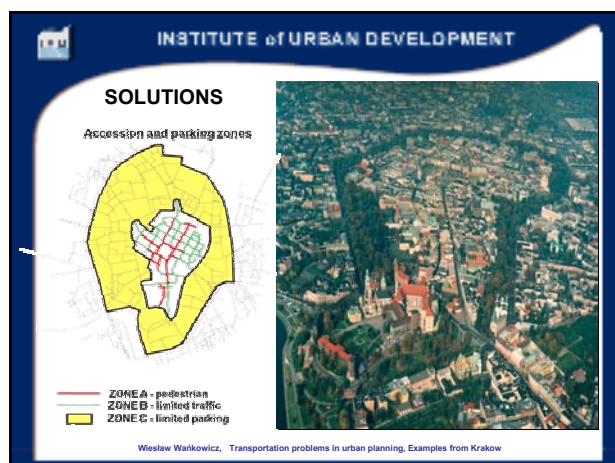 INSTITUTE of URBAN DEVELOPMENT
SOLUTIONS
Accession and parking zones
ZONE A - pedestrian
ZONE B - limited traffic
ZONE C - limited parking
Wiesław Wańkowicz, Transportation problems in urban planning, Examples from Krakow